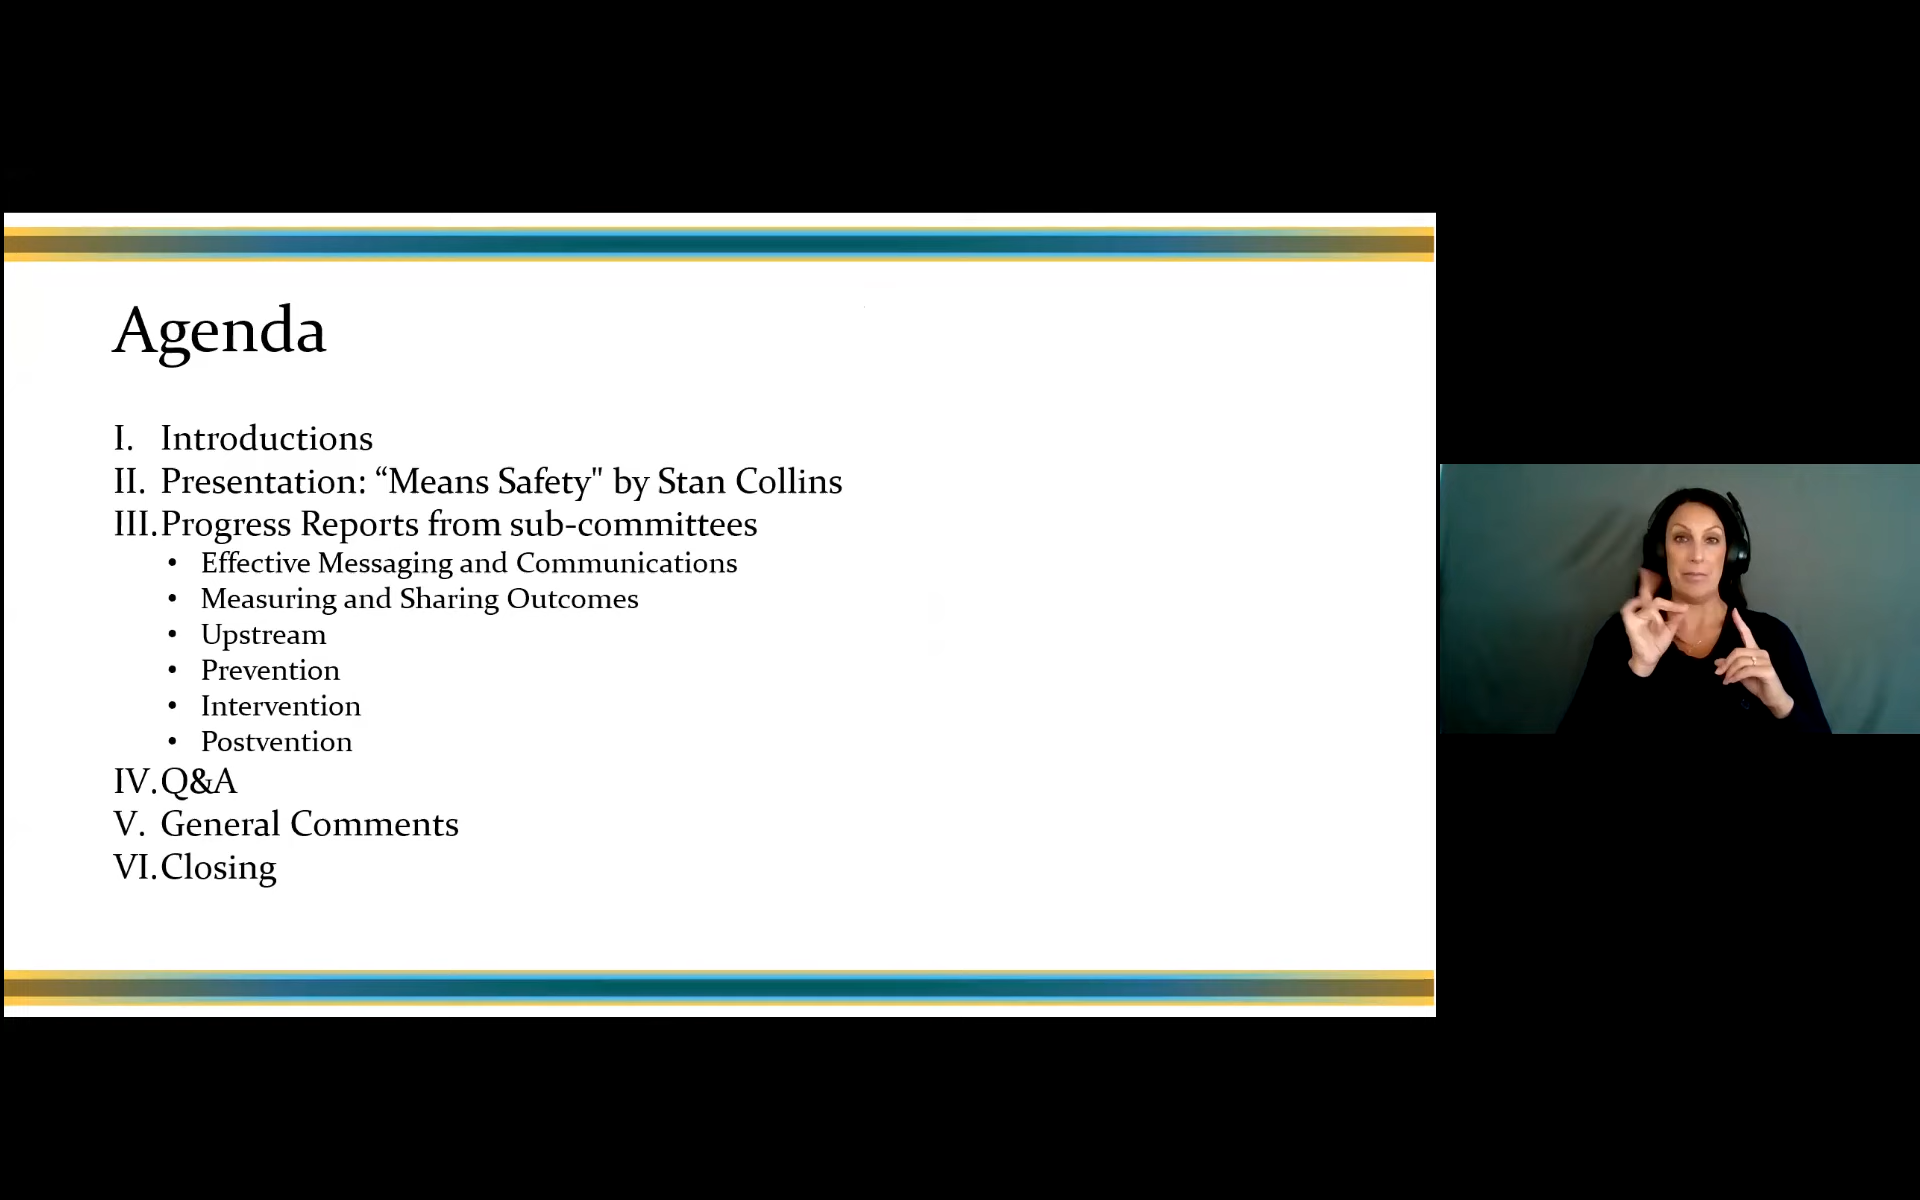 Agenda
I. Introductions
II. Presentation: “Means Safety" by Stan Collins
III. Progress Reports from sub-committees
• Effective Messaging and Communications
• Measuring and Sharing Outcomes
• Upstream
• Prevention
• Intervention
• Postvention
IV. Q&A
V. General Comments
VI. Closing